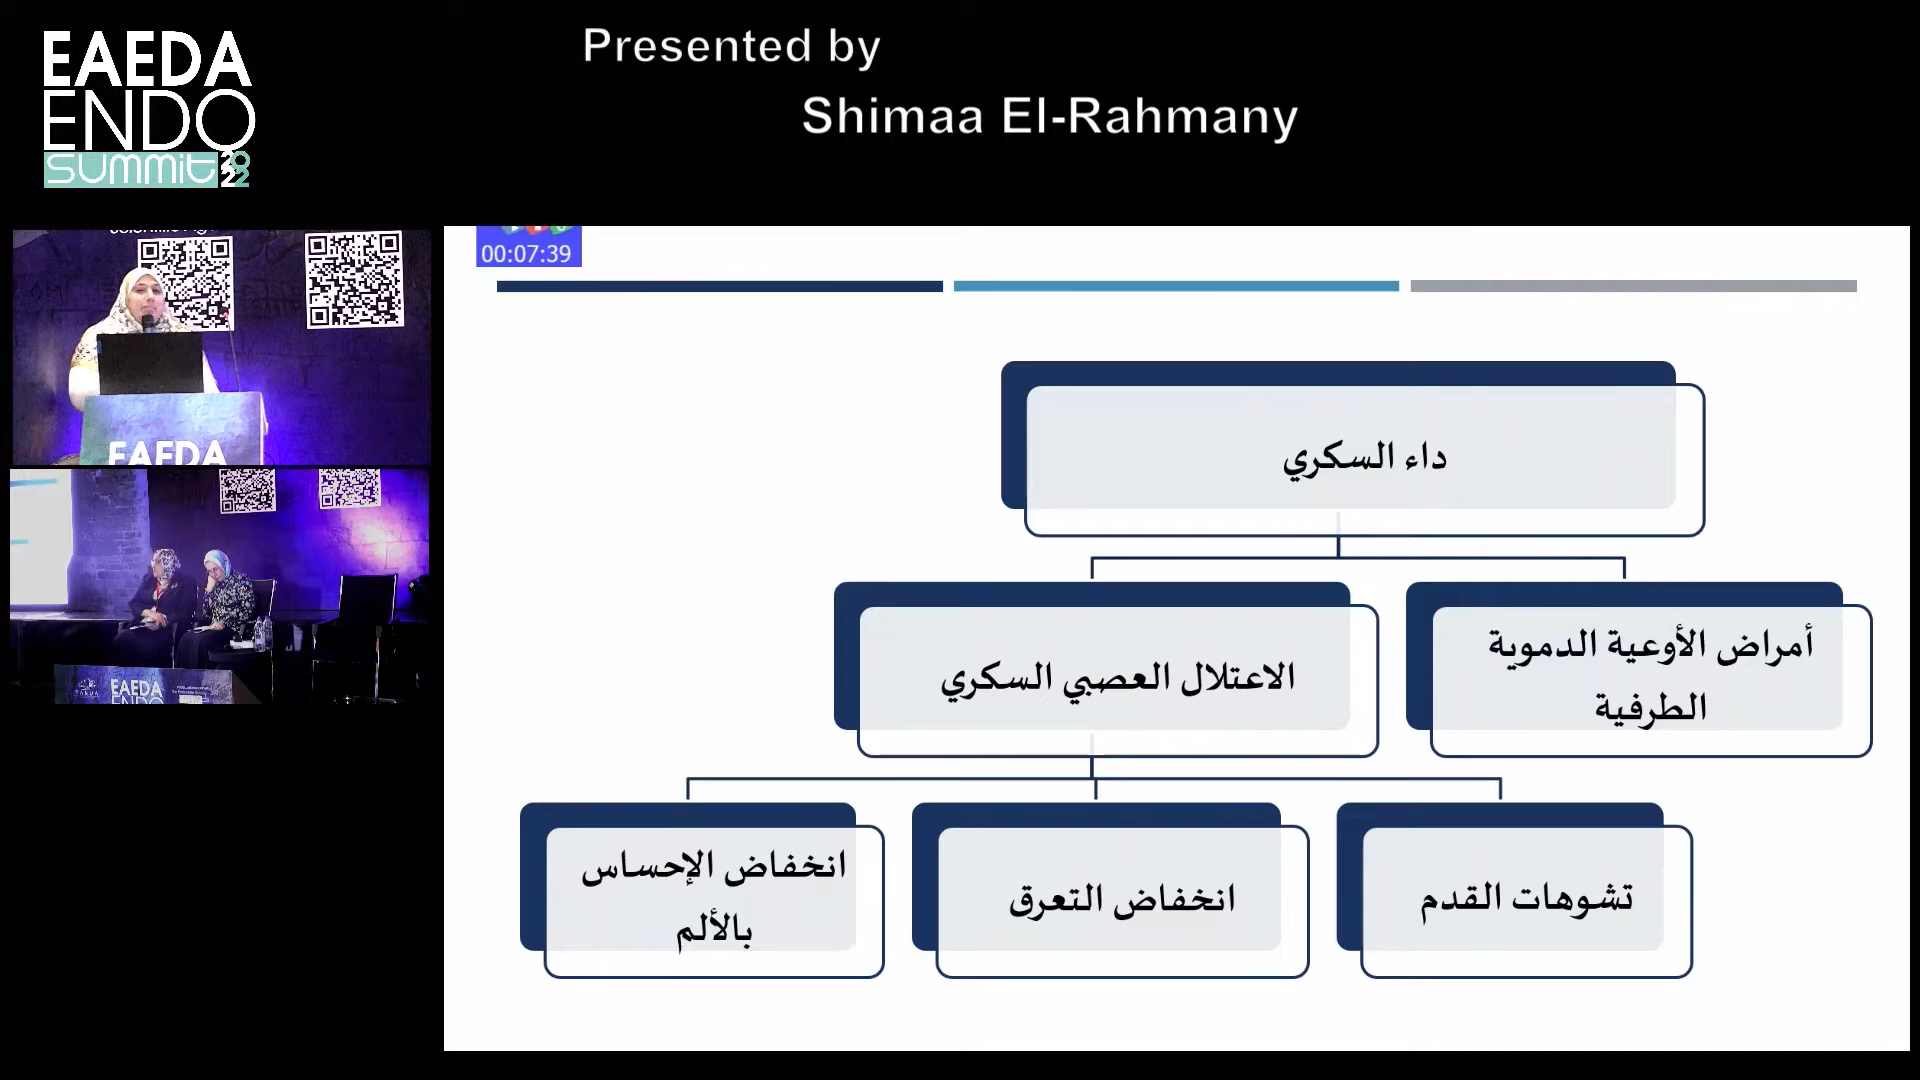 EAEDA
ENDO
Summit 2022
Presented by
Shimaa El-Rahmany
00:07:39
داء السكري
أمراض الأوعية الدموية
الطرفية
الاعتلال العصبي السكري
تشوهات القدم
انخفاض التعرق
انخفاض الإحساس
بالألم
EAEDA
EAEDA
ENDO